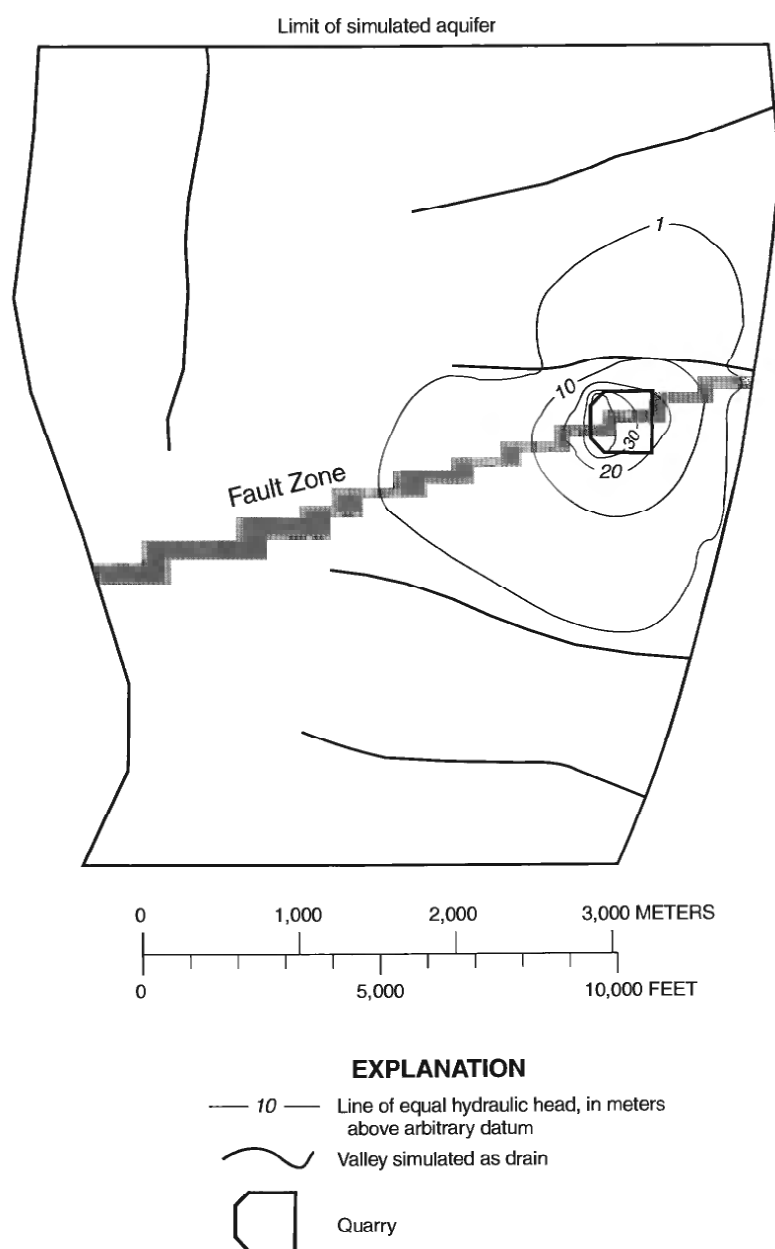 Limit of simulated aquifer
1
10
30
20
Fault Zone
0 1,000 2,000 3,000 METERS
0 5,000 10,000 FEET
EXPLANATION
10 Line of equal hydraulic head, in meters
above arbitrary datum
Valley simulated as drain
Quarry